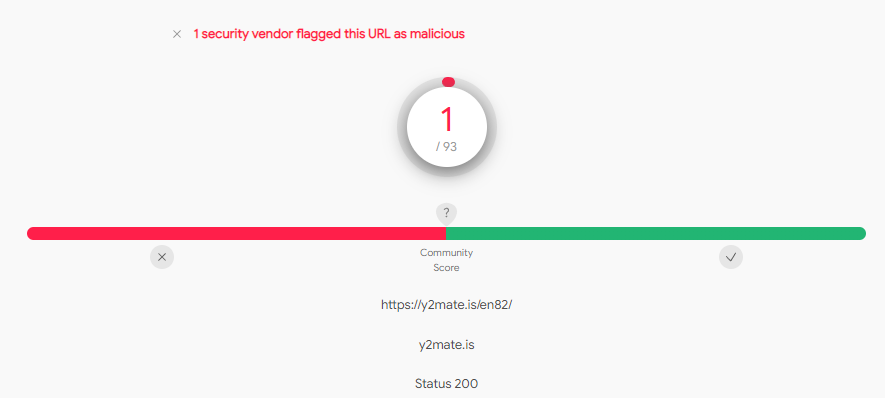 1 security vendor flagged this URL as malicious
1
/ 93
?
Community
Score
https://y2mate.is/en82/
y2mate.is
Status 200